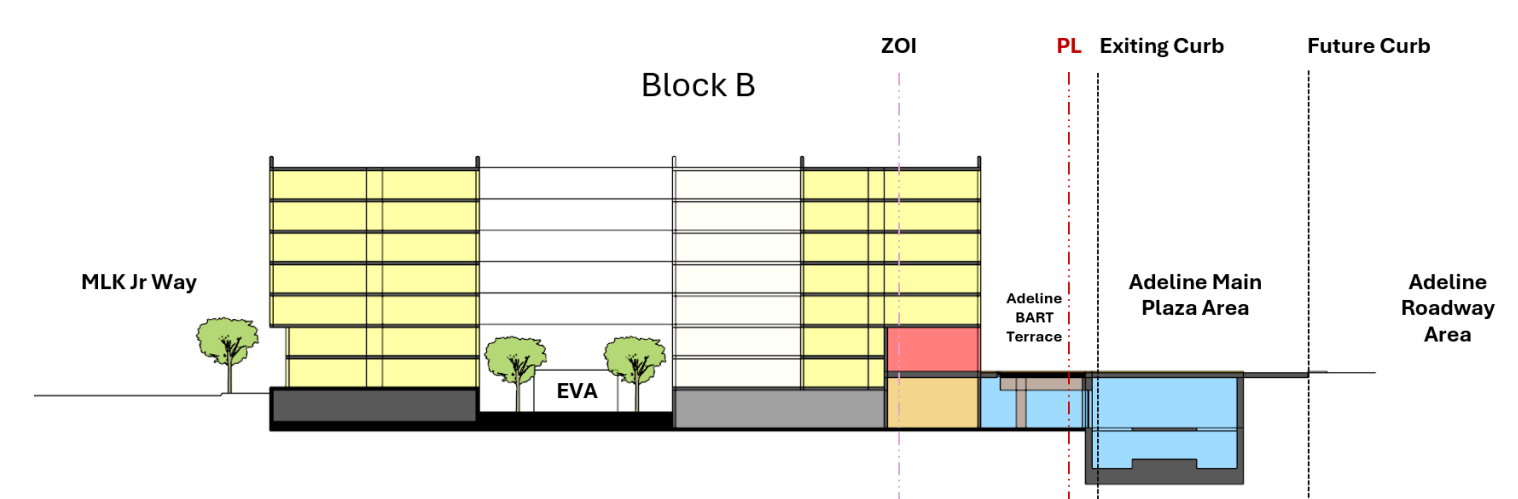 ZOI
PL
Exiting Curb
Future Curb
Block B
MLK Jr Way
Adeline
BART
Terrace
Adeline Main
Plaza Area
Adeline
Roadway
Area
EVA